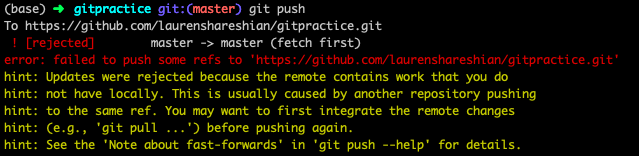 (base) ➜ gitpractice git:(master) git push
To https://github.com/laurenshareshian/gitpractice.git
 ! [rejected]        master -> master (fetch first)
error: failed to push some refs to 'https://github.com/laurenshareshian/gitpractice.git'
hint: Updates were rejected because the remote contains work that you do
hint: not have locally. This is usually caused by another repository pushing
hint: to the same ref. You may want to first integrate the remote changes
hint: (e.g., 'git pull ...') before pushing again.
hint: See the 'Note about fast-forwards' in 'git push --help' for details.